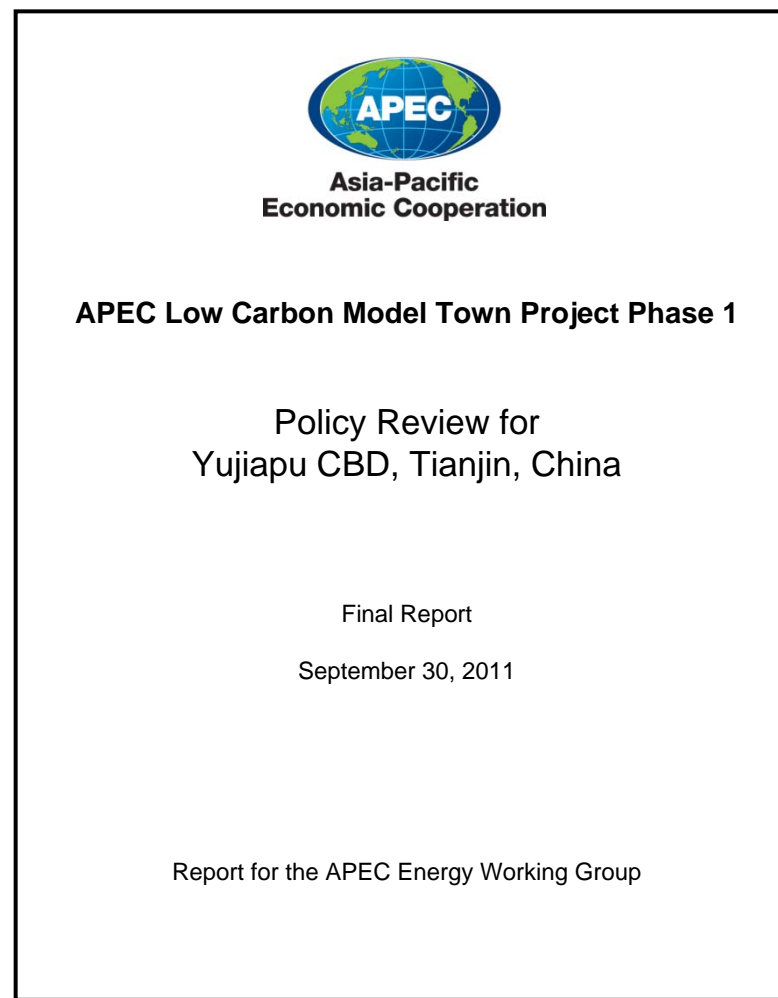 APEC
Asia-Pacific
Economic Cooperation
APEC Low Carbon Model Town Project Phase 1
Policy Review for
Yujiapu CBD, Tianjin, China
Final Report
September 30, 2011
Report for the APEC Energy Working Group